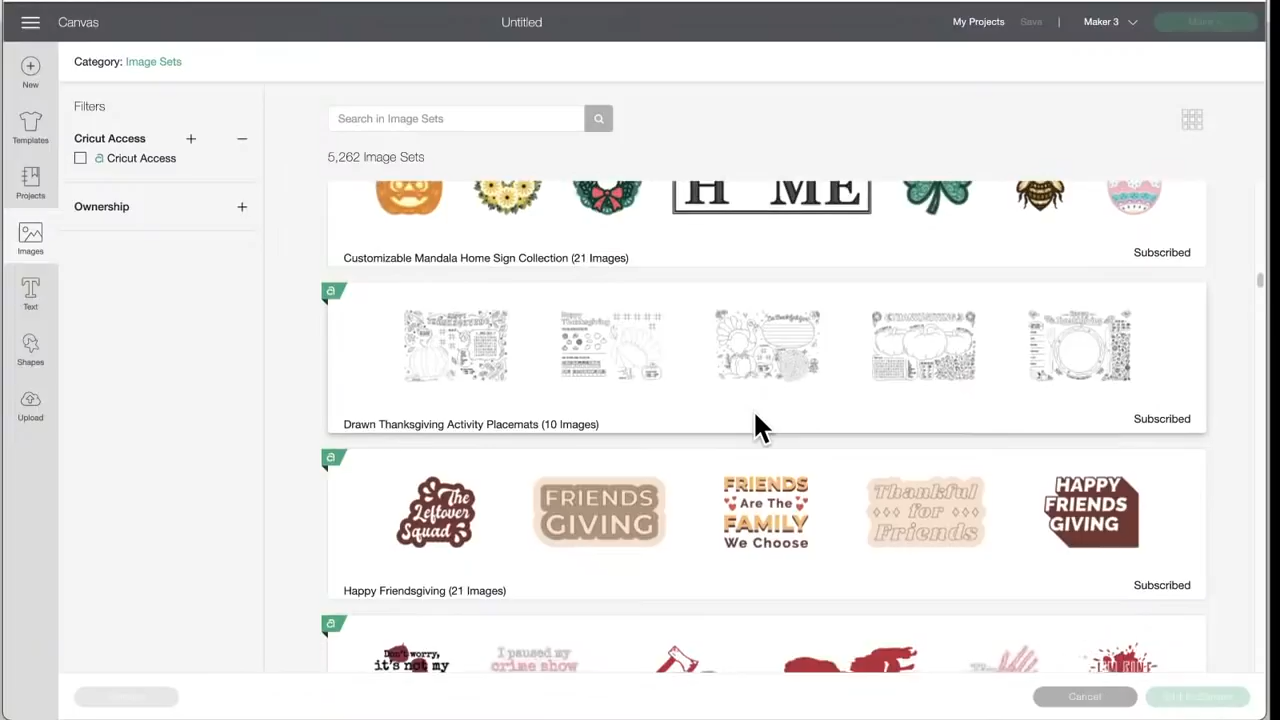 Canvas
Untitled
My Projects
Save
|
Maker 3
New
Templates
Projects
Images
Text
Shapes
Upload
Category: Image Sets
Filters
Cricut Access
Cricut Access
Ownership
Search in Image Sets
5,262 Image Sets
H ME
Customizable Mandala Home Sign Collection (21 Images)
Subscribed
Drawn Thanksgiving Activity Placemats (10 Images)
Subscribed
The
Leftover
Squad
FRIENDS
GIVING
FRIENDS
Are The
FAMILY
We Choose
Thankful
for
Friends
HAPPY
FRIENDS
GIVING
Happy Friendsgiving (21 Images)
Subscribed
Don't worry,
it's not my
I paused my
crime show
Cancel